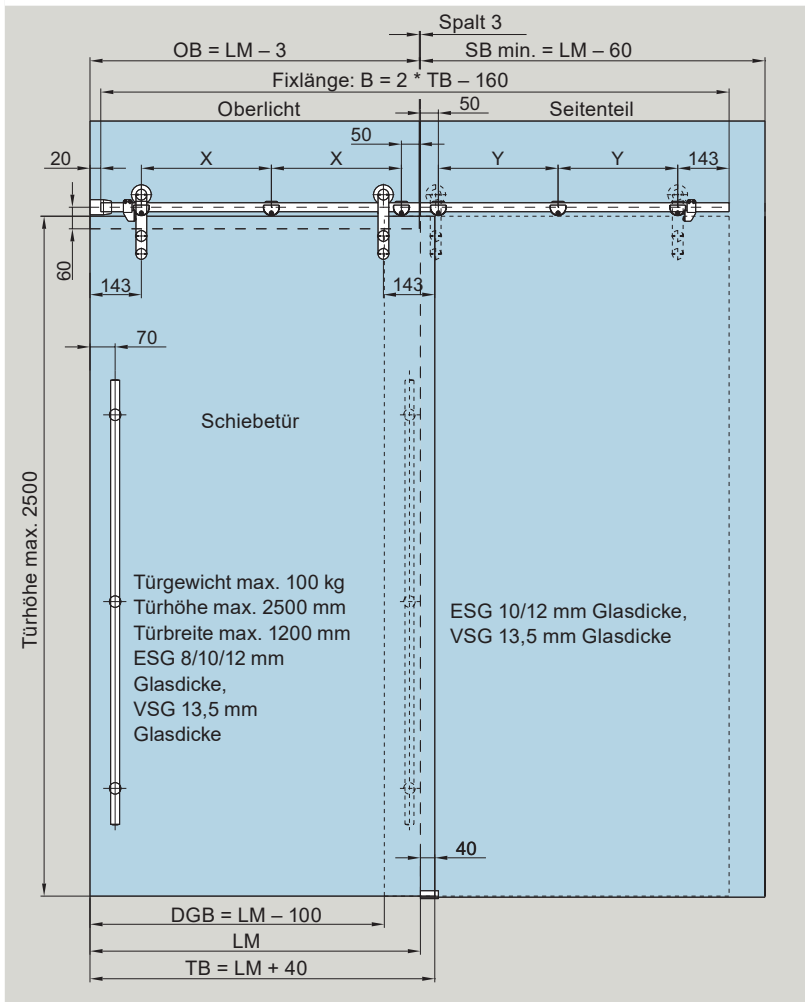 Spalt 3
OB = LM – 3
SB min. = LM – 60
Fixlänge: B = 2 * TB – 160
Oberlicht
50
Seitenteil
50
20
X
X
Y
Y
143
60
143
143
70
Schiebetür
Türhöhe max. 2500
Türgewicht max. 100 kg
Türhöhe max. 2500 mm
Türbreite max. 1200 mm
ESG 8/10/12 mm
Glasdicke,
VSG 13,5 mm
Glasdicke
ESG 10/12 mm Glasdicke,
VSG 13,5 mm Glasdicke
40
DGB = LM – 100
LM
TB = LM + 40